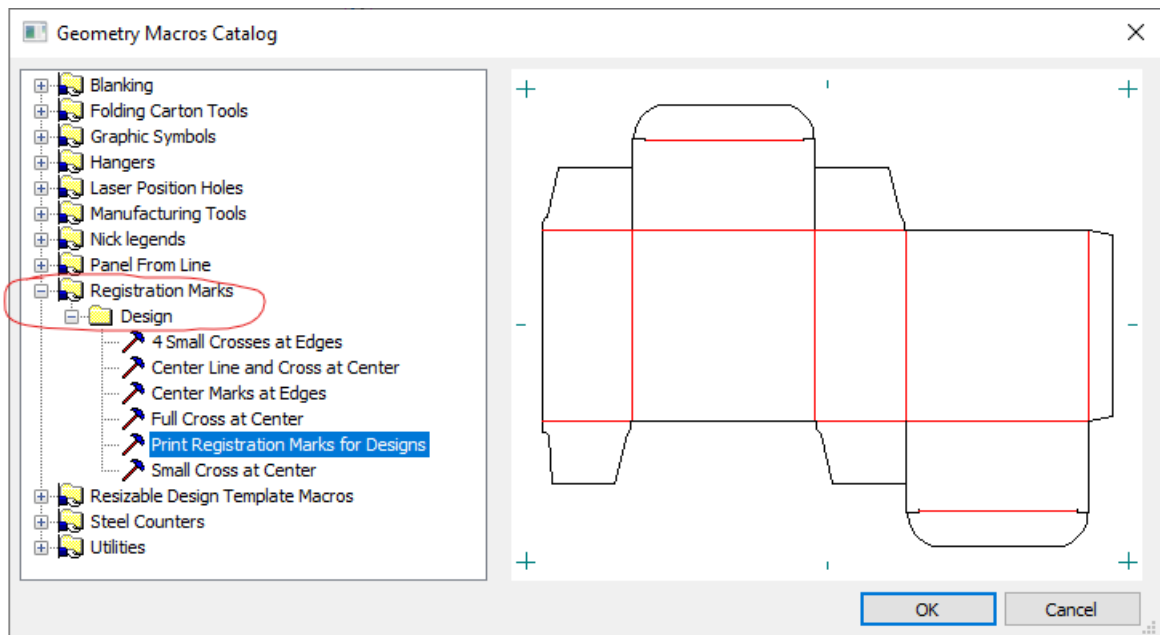 Geometry Macros Catalog
Blanking
Folding Carton Tools
Graphic Symbols
Hangers
Laser Position Holes
Manufacturing Tools
Nick legends
Panel From Line
Registration Marks
Design
4 Small Crosses at Edges
Center Line and Cross at Center
Center Marks at Edges
Full Cross at Center
Print Registration Marks for Designs
Small Cross at Center
Resizable Design Template Macros
Steel Counters
Utilities
OK
Cancel